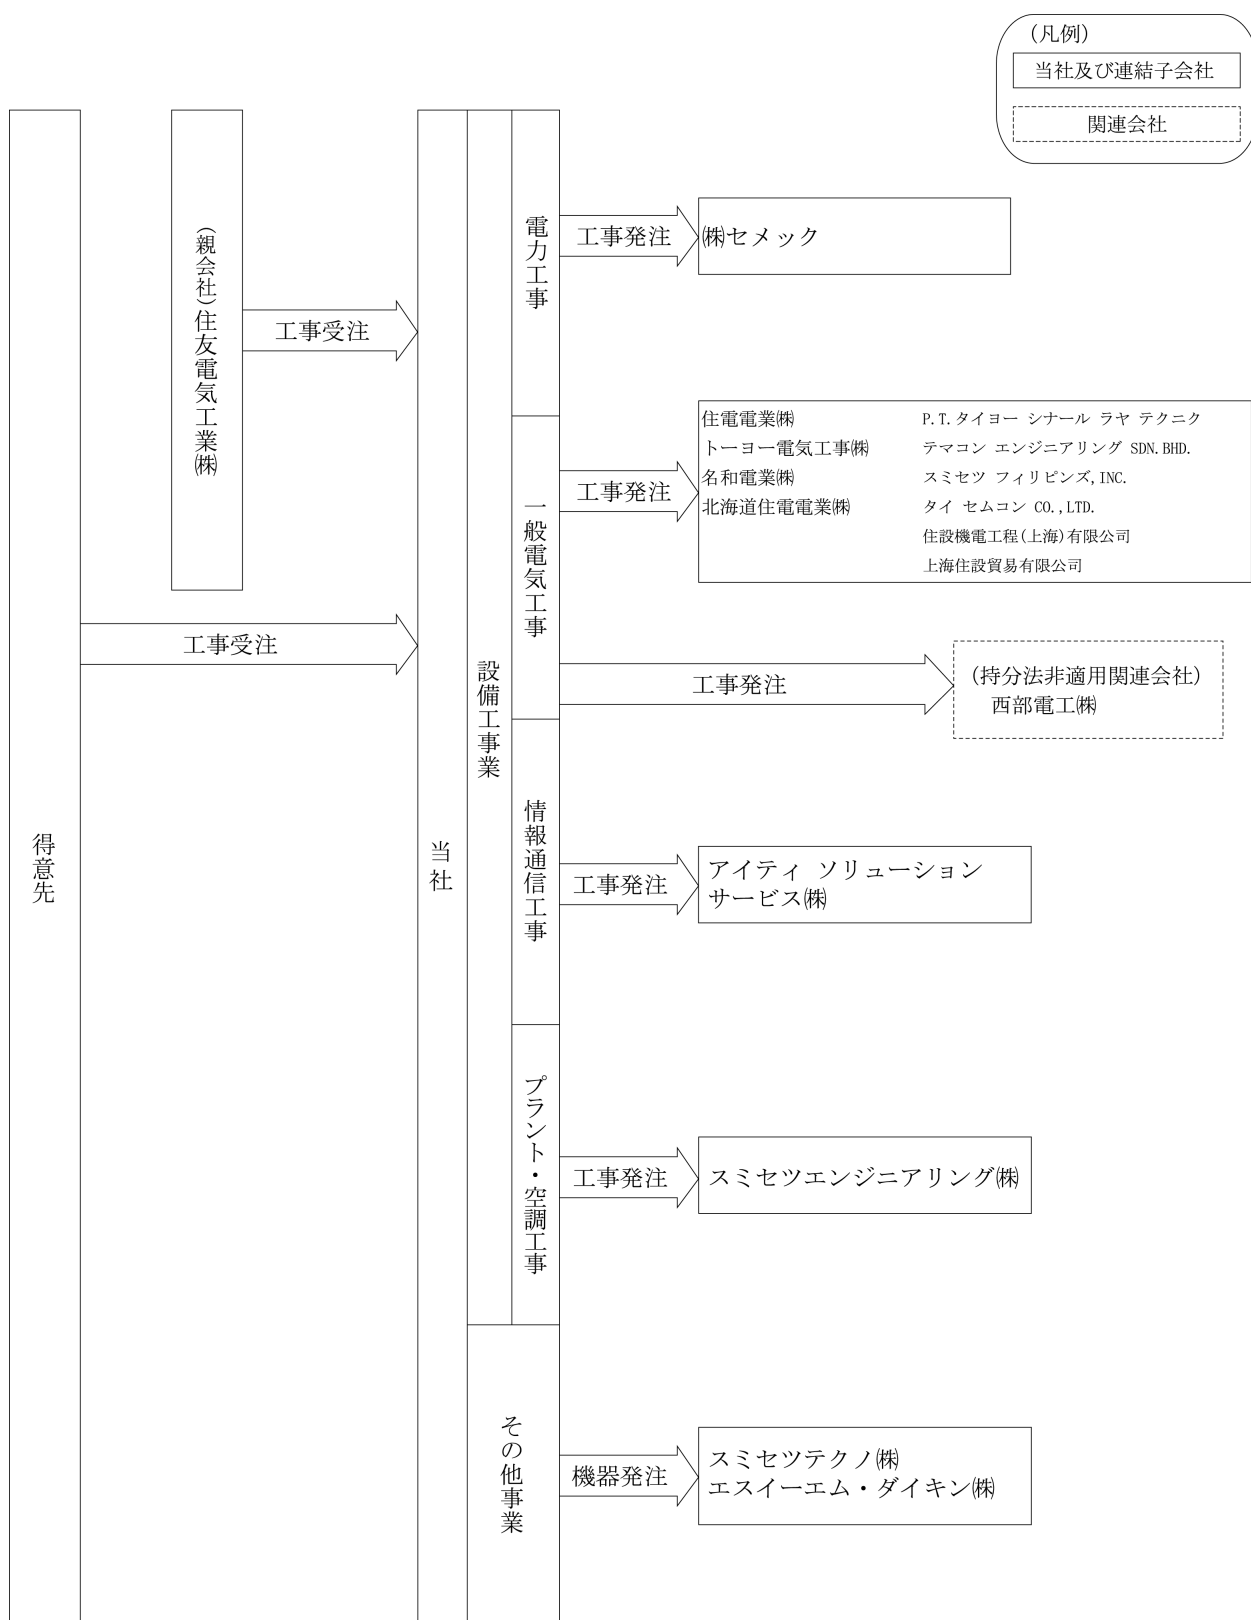 (凡例)
当社及び連結子会社
関連会社
得意先
(親会社)住友電気工業㈱
工事受注
工事受注
当社
設備工事業
電力工事
工事発注
㈱セメック
一般電気工事
工事発注
住電電業㈱
トーヨー電気工事㈱
名和電業㈱
北海道住電電業㈱
P.T.タイヨー シナール ラヤ テクニク
テマコン エンジニアリング SDN.BHD.
スミセツ フィリピンズ,INC.
タイ セムコン CO.,LTD.
住設機電工程(上海)有限公司
上海住設貿易有限公司
工事発注
(持分法非適用関連会社)
西部電工㈱
情報通信工事
工事発注
アイティ ソリューション
サービス㈱
プラント・空調工事
工事発注
スミセツエンジニアリング㈱
その他事業
機器発注
スミセツテクノ㈱
エスイーエム・ダイキン㈱